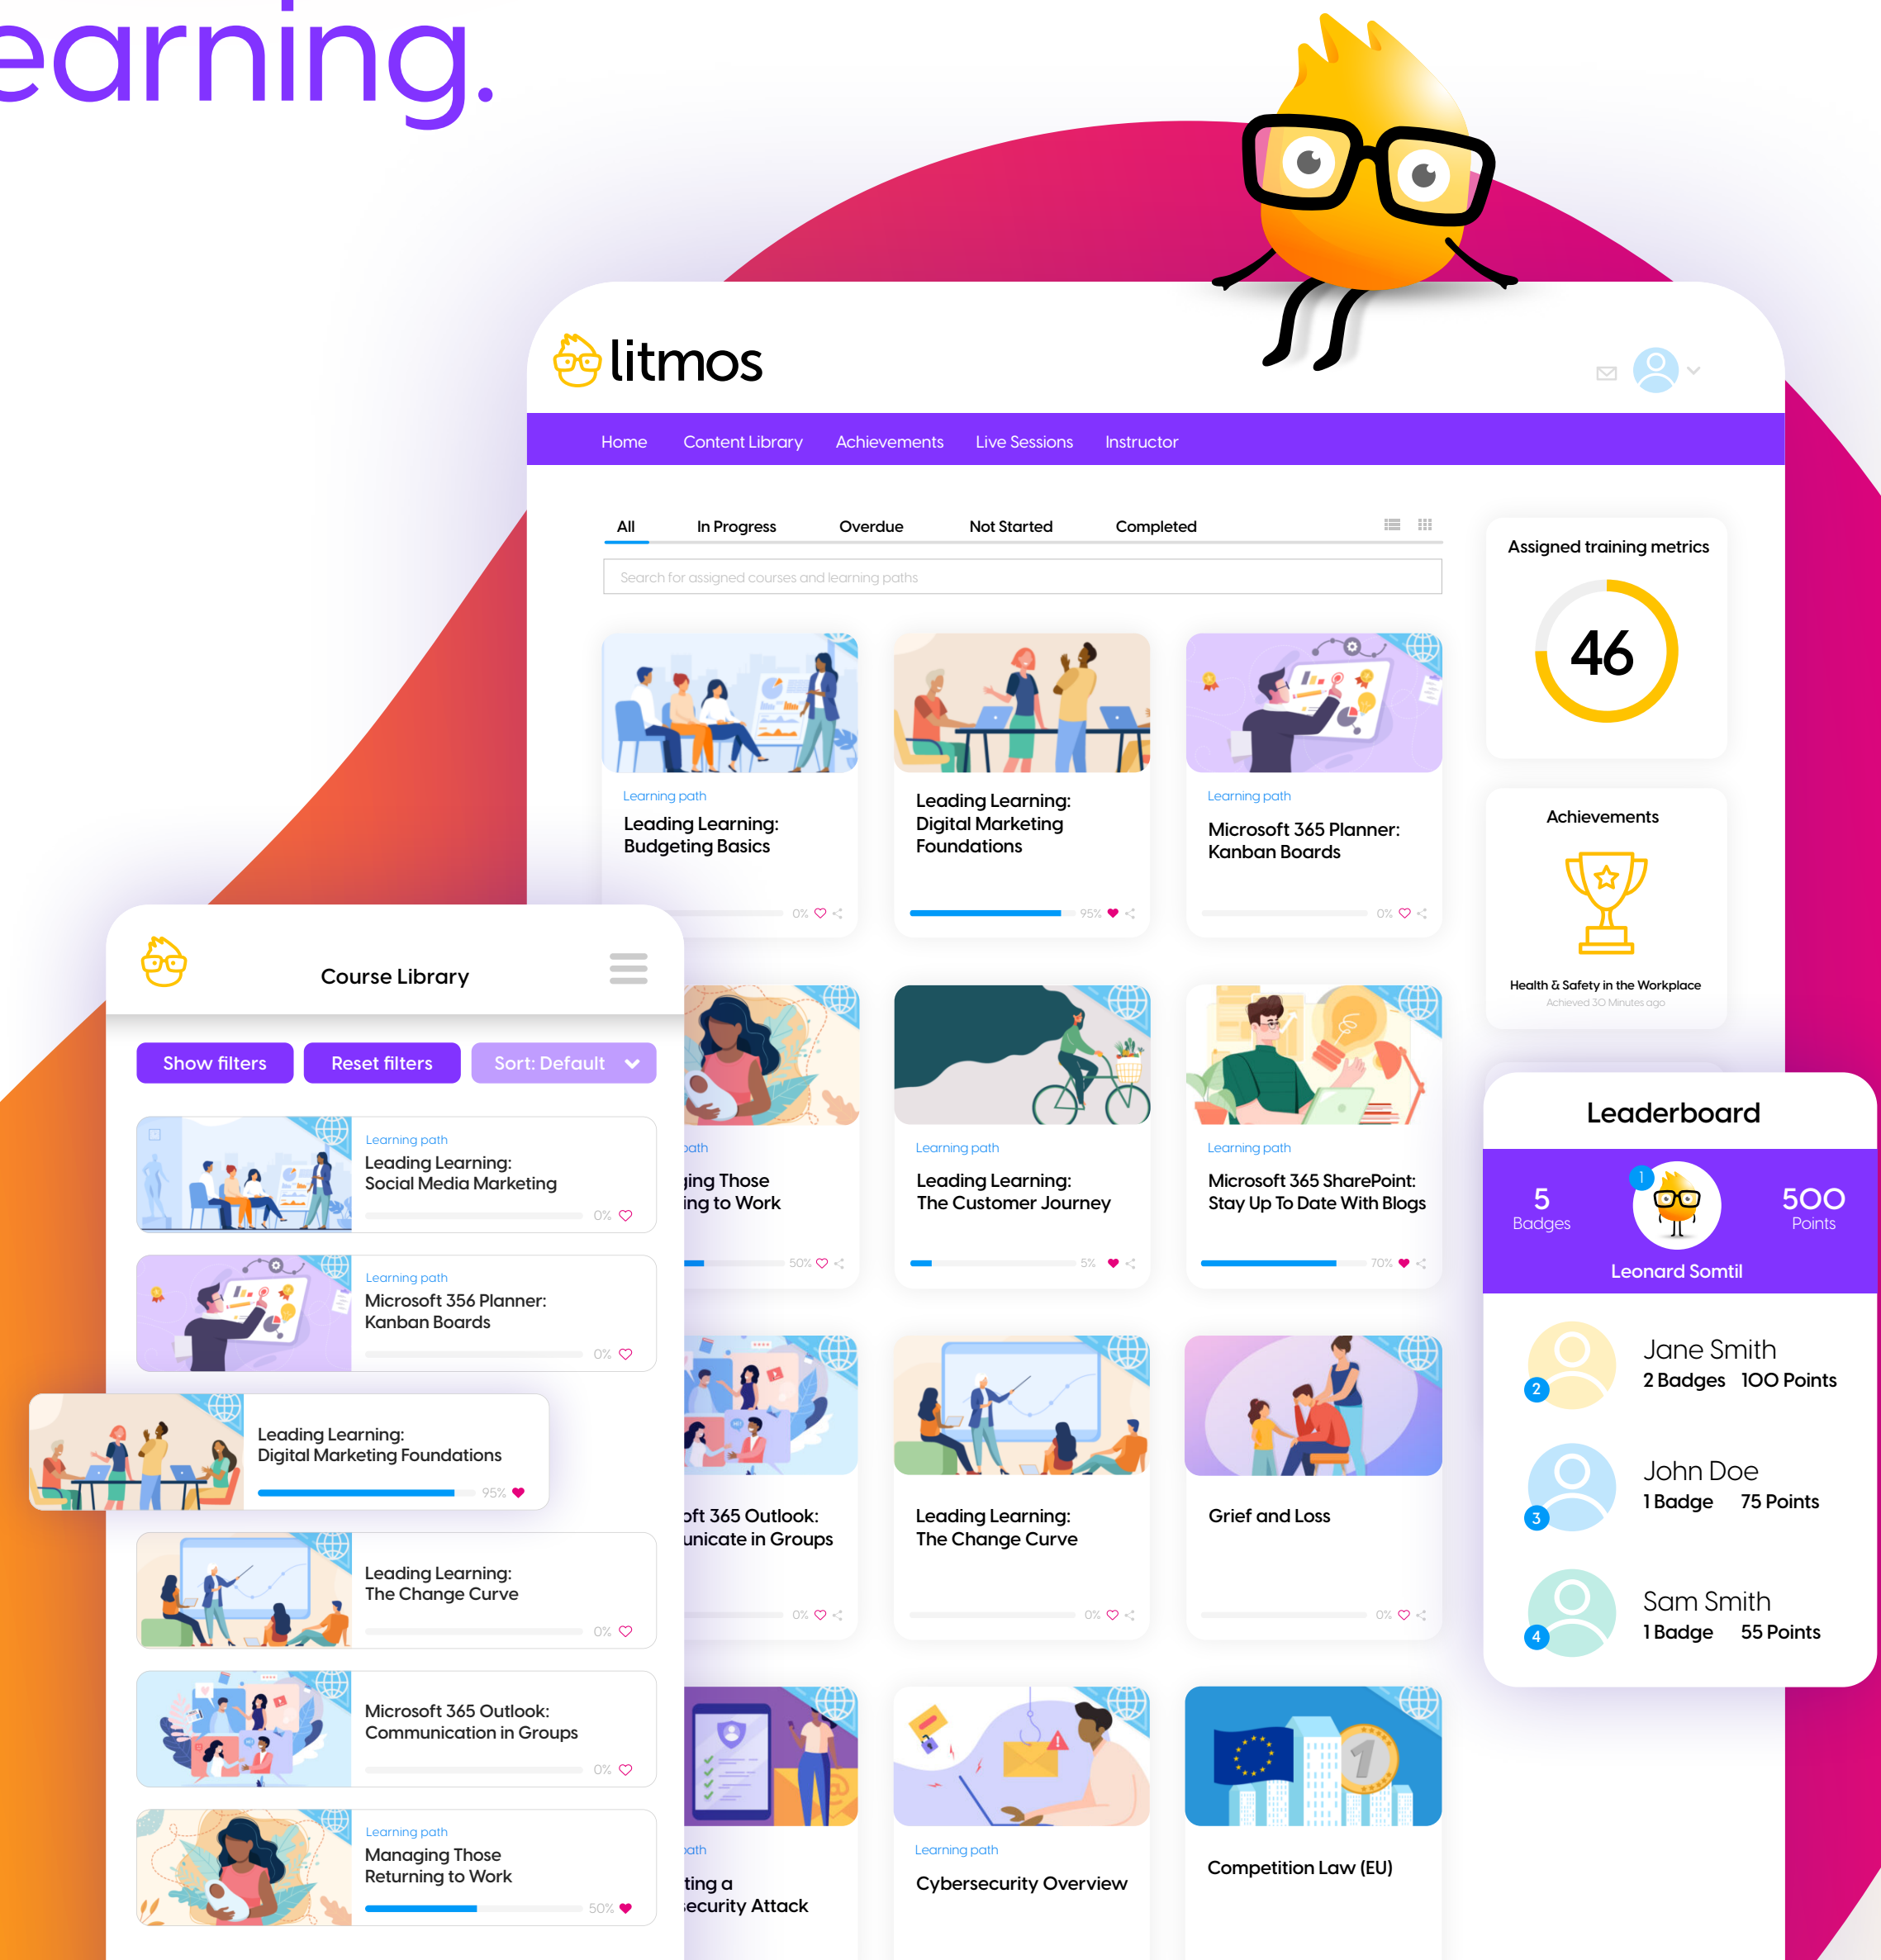 earning.
litmos
Home Content Library Achievements Live Sessions Instructor
All In Progress Overdue Not Started Completed
Search for assigned courses and learning paths
Learning path
Leading Learning:
Budgeting Basics
0%
Leading Learning:
Digital Marketing
Foundations
95%
Learning path
Microsoft 365 Planner:
Kanban Boards
0%
Assigned training metrics
46
Achievements
Health & Safety in the Workplace
Achieved 30 Minutes ago
path
ging Those
ing to Work
50%
Learning path
Leading Learning:
The Customer Journey
5%
Learning path
Microsoft 365 SharePoint:
Stay Up To Date With Blogs
70%
oft 365 Outlook:
unicate in Groups
0%
Leading Learning:
The Change Curve
0%
Grief and Loss
0%
path
ting a
security Attack
Learning path
Cybersecurity Overview
1
Competition Law (EU)
Course Library
Show filters Reset filters Sort: Default
Learning path
Leading Learning:
Social Media Marketing
0%
Learning path
Microsoft 356 Planner:
Kanban Boards
0%
Leading Learning:
Digital Marketing Foundations
95%
Leading Learning:
The Change Curve
0%
Microsoft 365 Outlook:
Communication in Groups
0%
Learning path
Managing Those
Returning to Work
50%
Leaderboard
1
5
Badges
500
Points
Leonard Somtil
Jane Smith
2 2 Badges 100 Points
John Doe
3 1 Badge 75 Points
Sam Smith
4 1 Badge 55 Points